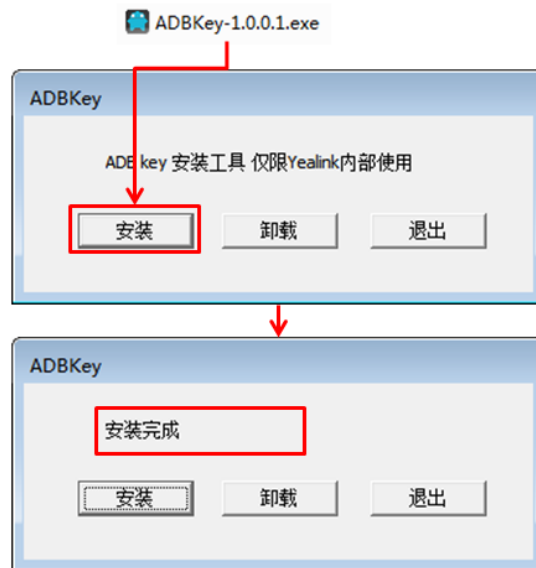 ADBKey-1.0.0.1.exe
ADBKey
ADB key 安装工具 仅限Yealink内部使用
安装 卸载 退出
ADBKey
安装完成
安装 卸载 退出